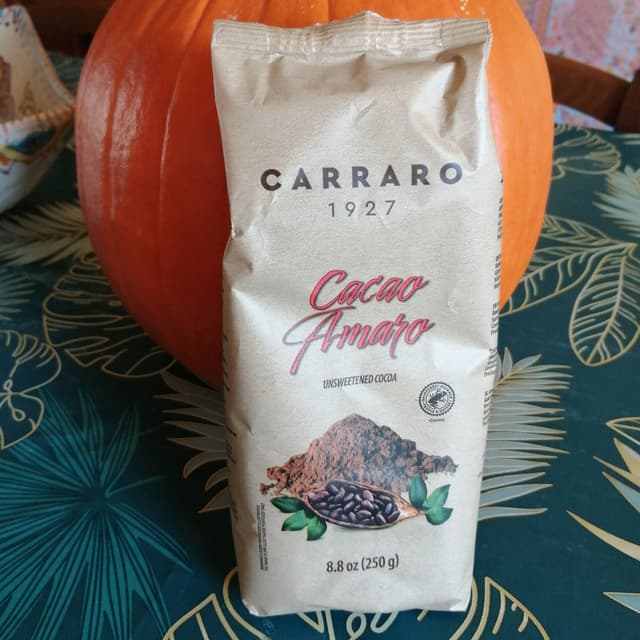 CARRARO
1927
Cacao
Amaro
UNSWEETENED COCOA
8.8 oz (250 g)